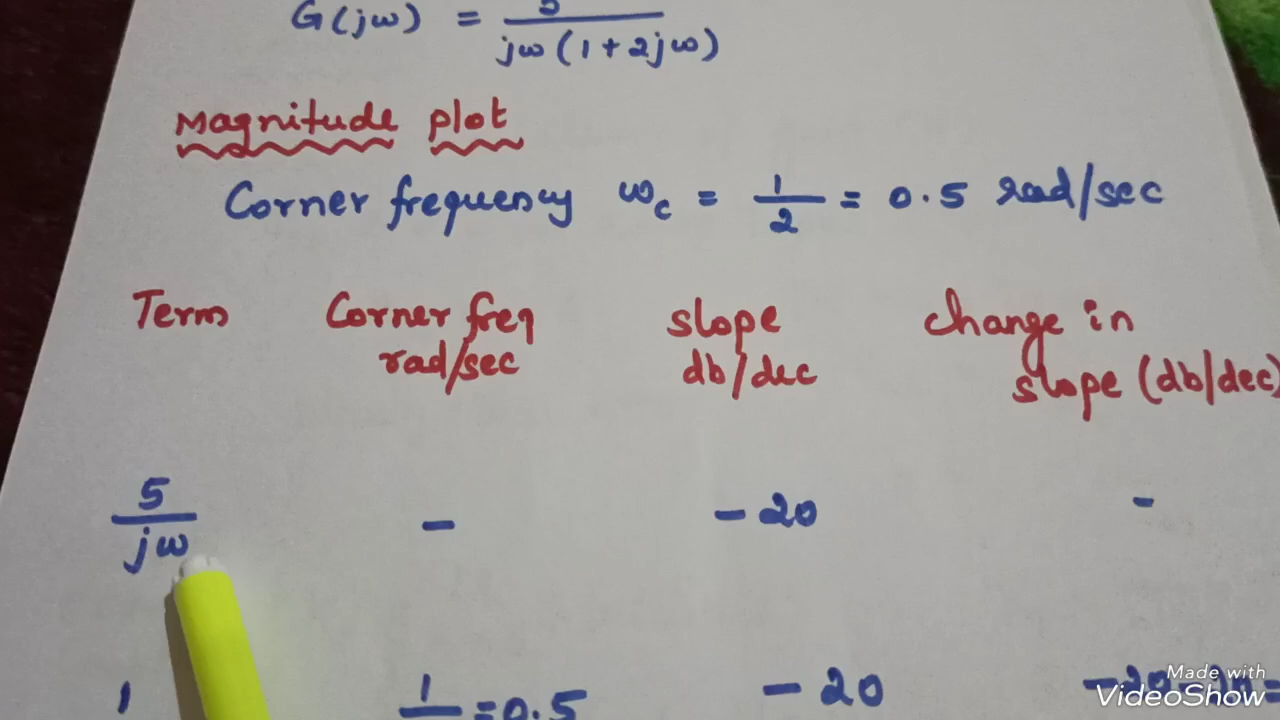 G(jω) = 5
jω(1+2jω)
Magnitude plot
Corner frequency ωc = 1/2 = 0.5 rad/sec
Term Corner freq slope change in
rad/sec db/dec slope (db/dec)
5/jω - -20 -
1 1 =0.5 -20 -20-20=
Made with
VideoShow